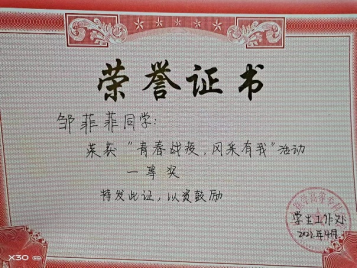 荣誉证书
邹菲菲同学:
荣获“青春战疫,风采有我”活动
一等奖
特发此证,以资鼓励
学生工作处
X30